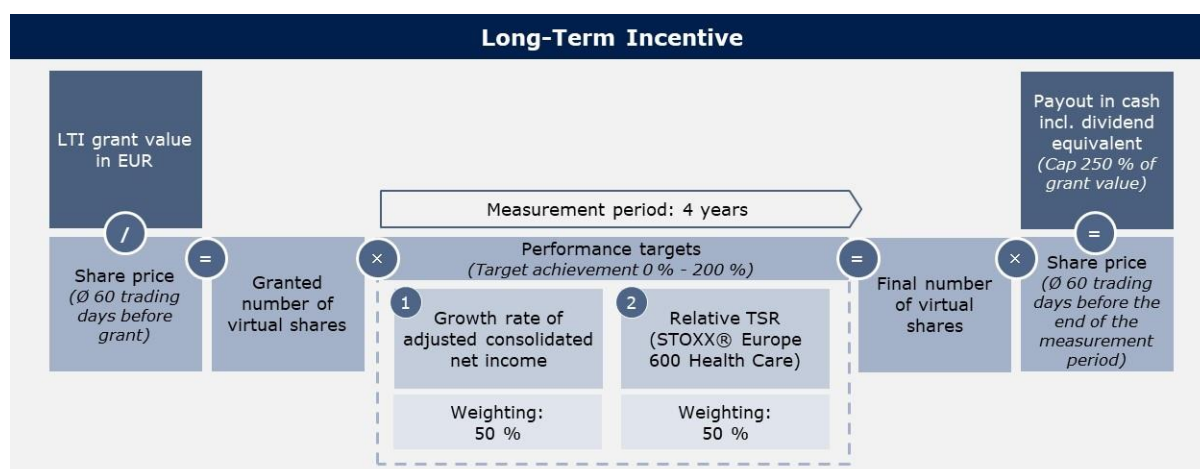 Long-Term Incentive
LTI grant value
in EUR
/
Share price
(Ø 60 trading
days before
grant)
=
Granted
number of
virtual shares
×
Measurement period: 4 years
Performance targets
(Target achievement 0 % - 200 %)
1
Growth rate of
adjusted consolidated
net income
Weighting:
50 %
2
Relative TSR
(STOXX® Europe
600 Health Care)
Weighting:
50 %
=
Final number
of virtual
shares
×
Payout in cash
incl. dividend
equivalent
(Cap 250 % of
grant value)
=
Share price
(Ø 60 trading
days before the
end of the
measurement
period)